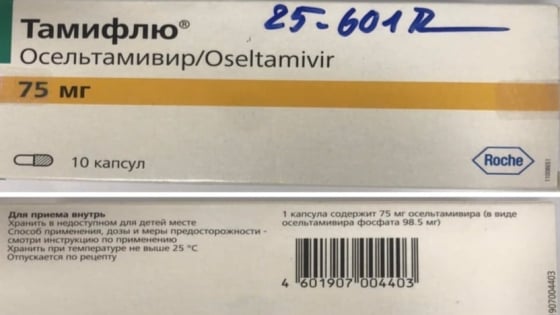 Тамифлю®
25-601
Осельтамивир/Oseltamivir
75 мг
10 капсул
Roche
Для приема внутрь
Хранить в недоступном для детей месте
Способ применения, дозы и меры предосторожности -
смотри инструкцию по применению
Хранить при температуре не выше 25 °C
Отпускается по рецепту
1 капсула содержит 75 мг осельтамивира (в виде
осельтамивира фосфата 98.5 мг)
4 601907 004403
907004403